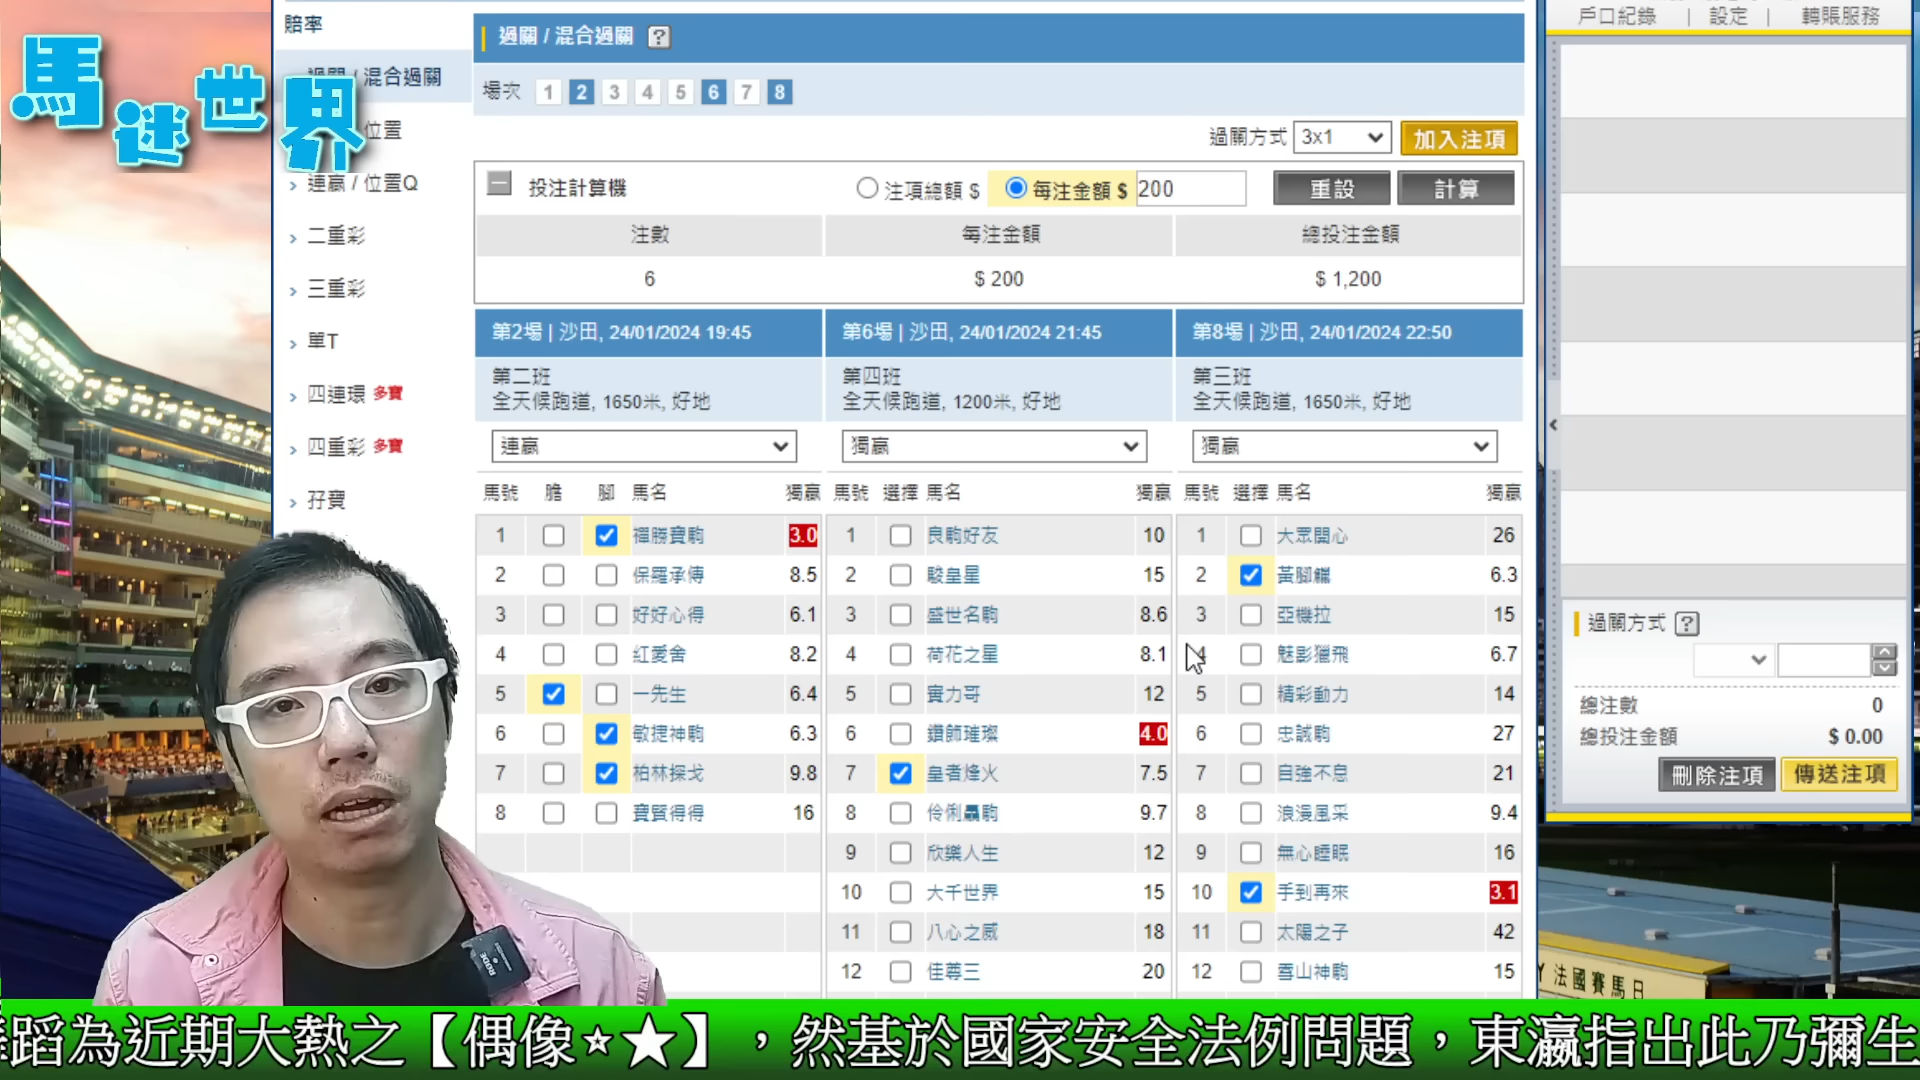 馬迷世界
賠率
過關 / 混合過關
位置
連贏 / 位置Q
二重彩
三重彩
單T
四連環 多寶
四重彩 多寶
孖寶
過關 / 混合過關 ?
場次 1 2 3 4 5 6 7 8
過關方式 3x1 加入注項
投注計算機 注項總額 $ 每注金額 $ 200 重設 計算
注數 每注金額 總投注金額
6 $ 200 $ 1,200
第2場 | 沙田, 24/01/2024 19:45
第二班
全天候跑道, 1650米, 好地
連贏
馬號 膽 腳 馬名 獨贏
1 禪勝寶駒 3.0
2 保羅承傳 8.5
3 好好心得 6.1
4 紅愛舍 8.2
5 一先生 6.4
6 敏捷神駒 6.3
7 柏林探戈 9.8
8 寶賢得得 16
第6場 | 沙田, 24/01/2024 21:45
第四班
全天候跑道, 1200米, 好地
獨贏
馬號 選擇 馬名 獨贏
1 良駒好友 10
2 駿皇星 15
3 盛世名駒 8.6
4 荷花之星 8.1
5 實力哥 12
6 鑽飾璀璨 4.0
7 皇者烽火 7.5
8 伶俐驫駒 9.7
9 欣樂人生 12
10 大千世界 15
11 八心之威 18
12 佳尊三 20
第8場 | 沙田, 24/01/2024 22:50
第三班
全天候跑道, 1650米, 好地
獨贏
馬號 選擇 馬名 獨贏
1 大眾開心 26
2 黃腳鱲 6.3
3 亞機拉 15
4 魅影獵飛 6.7
5 精彩動力 14
6 忠誠駒 27
7 自強不息 21
8 浪漫風采 9.4
9 無心睡眠 16
10 手到再來 3.1
11 太陽之子 42
12 雪山神駒 15
戶口紀錄 | 設定 | 轉賬服務
過關方式 ?
總注數 0
總投注金額 $ 0.00
刪除注項 傳送注項
RODE
法國賽馬日
蹈為近期大熱之【偶像☆★】，然基於國家安全法例問題，東瀛指出此乃彌生